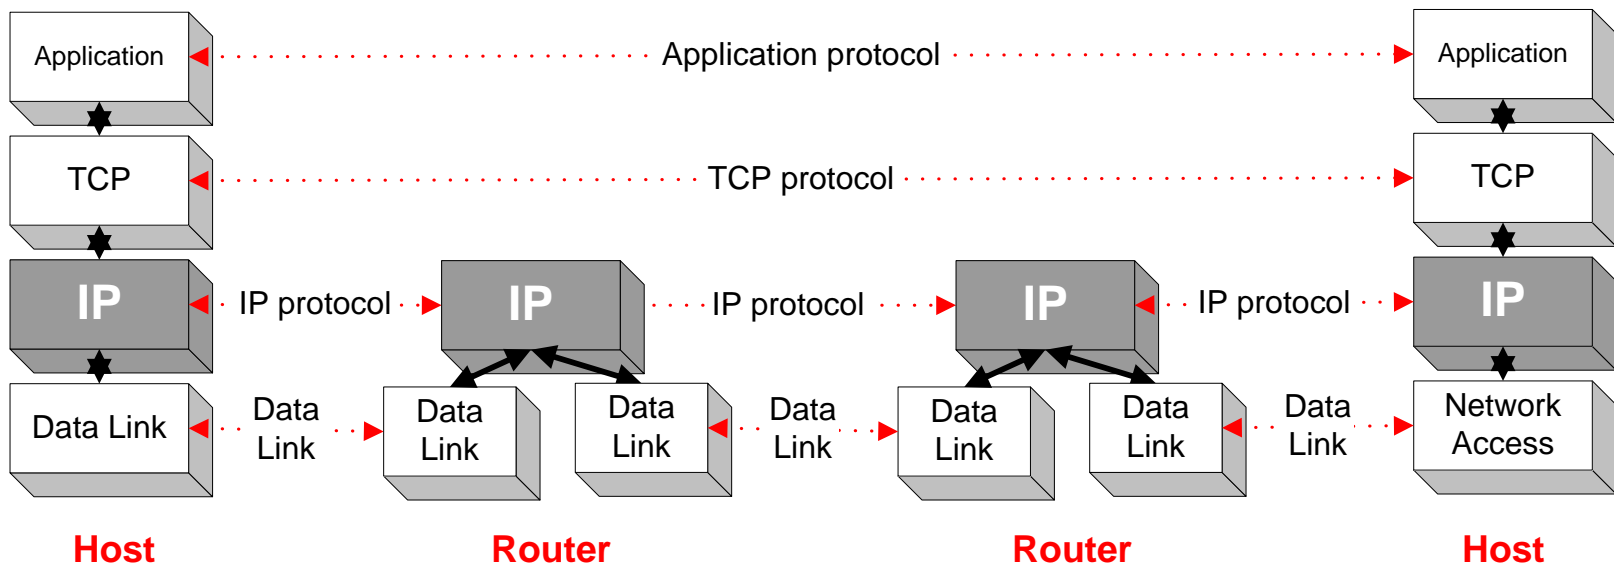 Application
Application protocol
Application
TCP
TCP protocol
TCP
IP
IP protocol
IP
IP protocol
IP
IP protocol
IP
Data Link
Data
Link
Data
Link
Data
Link
Data
Link
Data
Link
Data
Link
Data
Link
Network
Access
Host
Router
Router
Host